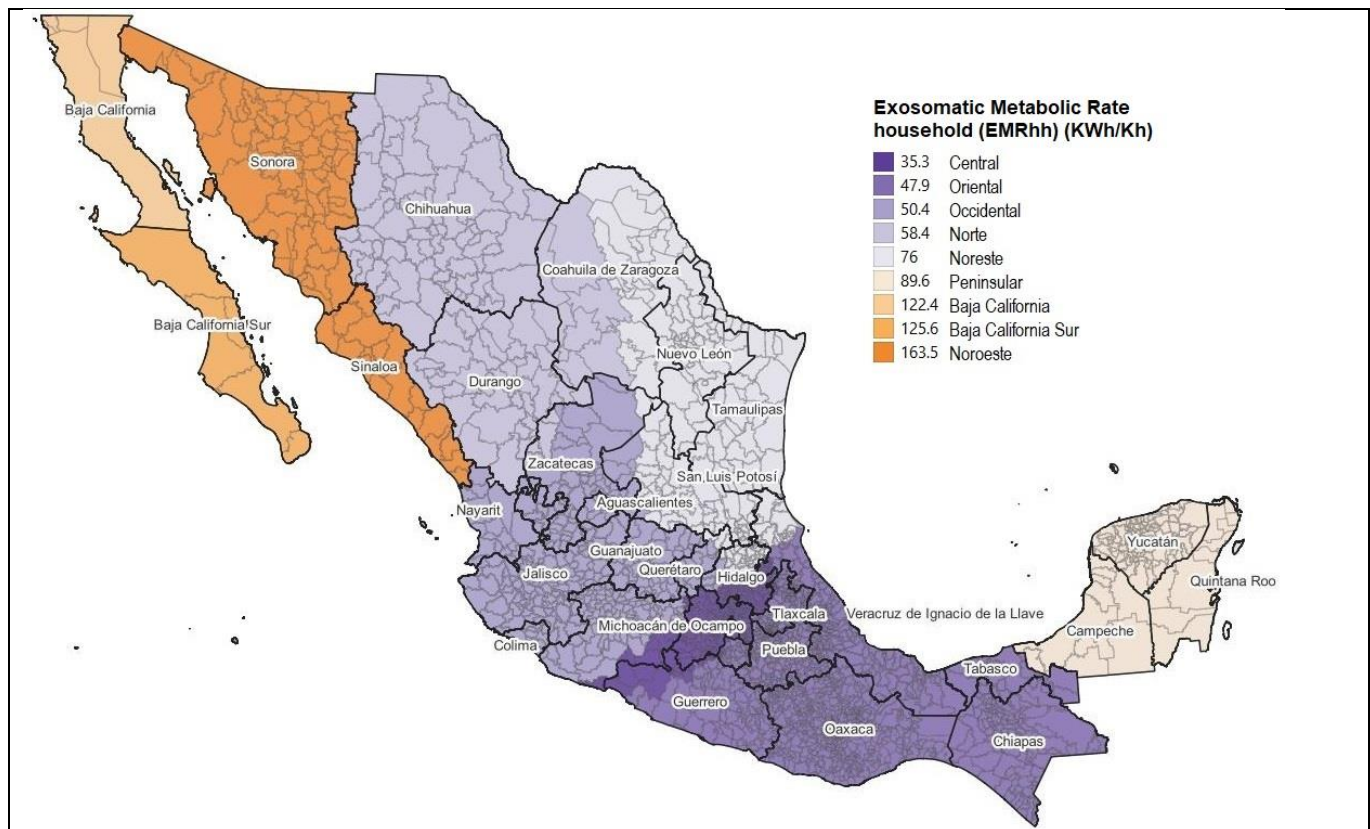 Exosomatic Metabolic Rate
household (EMRhh) (KWh/Kh)
35.3 Central
47.9 Oriental
50.4 Occidental
58.4 Norte
76 Noreste
89.6 Peninsular
122.4 Baja California
125.6 Baja California Sur
163.5 Noroeste
Baja California
Sonora
Chihuahua
Coahuila de Zaragoza
Baja California Sur
Sinaloa
Nuevo León
Durango
Tamaulipas
Zacatecas
San Luis Potosí
Aguascalientes
Nayarit
Yucatán
Guanajuato
Jalisco
Querétaro
Hidalgo
Quintana Roo
Tlaxcala
Veracruz de Ignacio de la Llave
Michoacán de Ocampo
Campeche
Colima
Puebla
Tabasco
Guerrero
Oaxaca
Chiapas